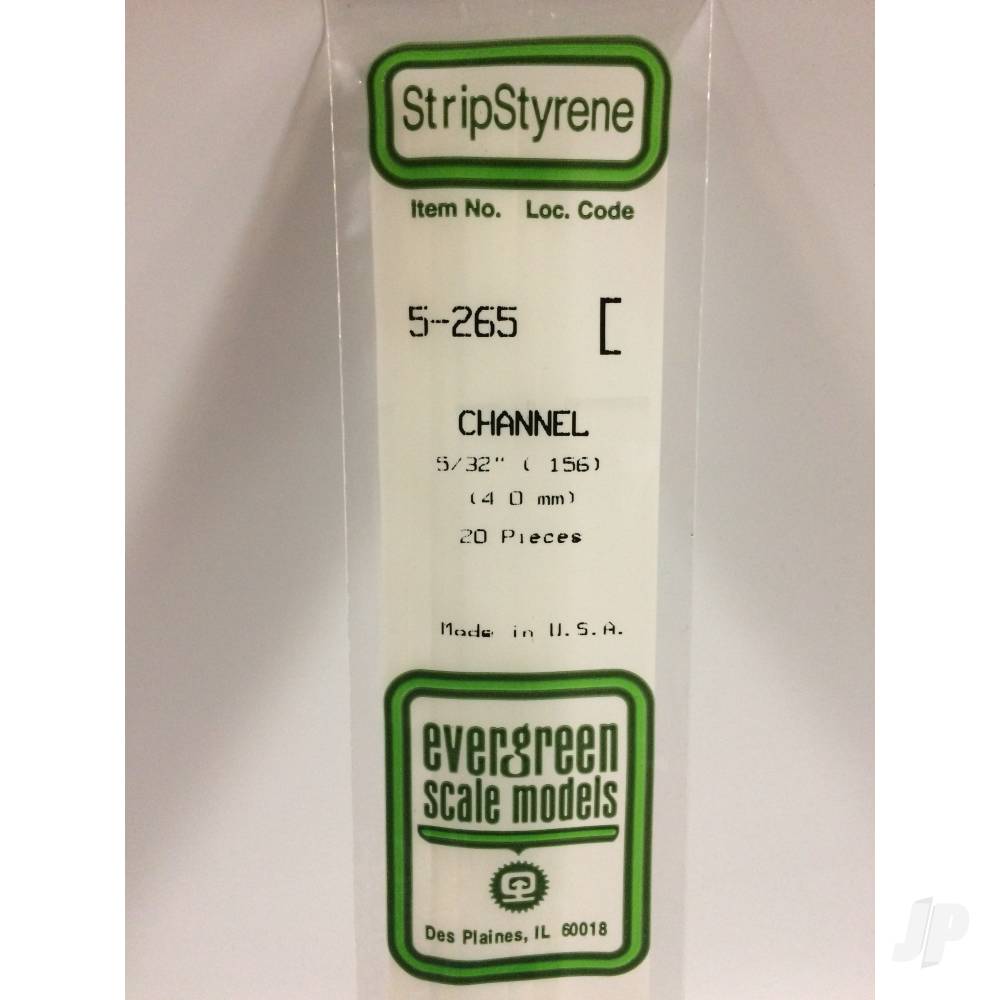 StripStyrene
Item No. Loc. Code
5-265 [
CHANNEL
5/32" ( 156)
(4 0 mm)
20 Pieces
Made in U.S.A.
evergreen
scale models
Des Plaines, IL 60018
JP